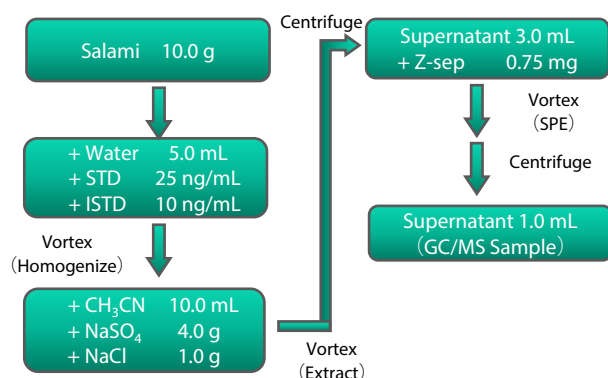 Salami 10.0 g
+ Water 5.0 mL
+ STD 25 ng/mL
+ ISTD 10 ng/mL
Vortex
(Homogenize)
+ CH₃CN 10.0 mL
+ NaSO₄ 4.0 g
+ NaCl 1.0 g
Vortex
(Extract)
Centrifuge
Supernatant 3.0 mL
+ Z-sep 0.75 mg
Vortex
(SPE)
Centrifuge
Supernatant 1.0 mL
(GC/MS Sample)